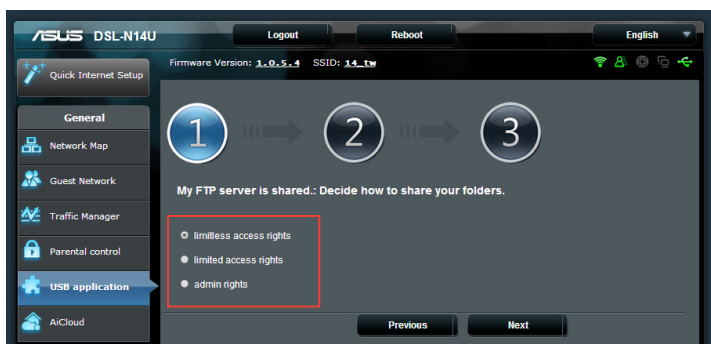 ASUS DSL-N14U Logout Reboot English
Quick Internet Setup
Firmware Version: 1.0.5.4 SSID: 14_tw
General
Network Map
Guest Network
Traffic Manager
Parental control
USB application
AiCloud
1 2 3
My FTP server is shared.: Decide how to share your folders.
limitless access rights
limited access rights
admin rights
Previous Next